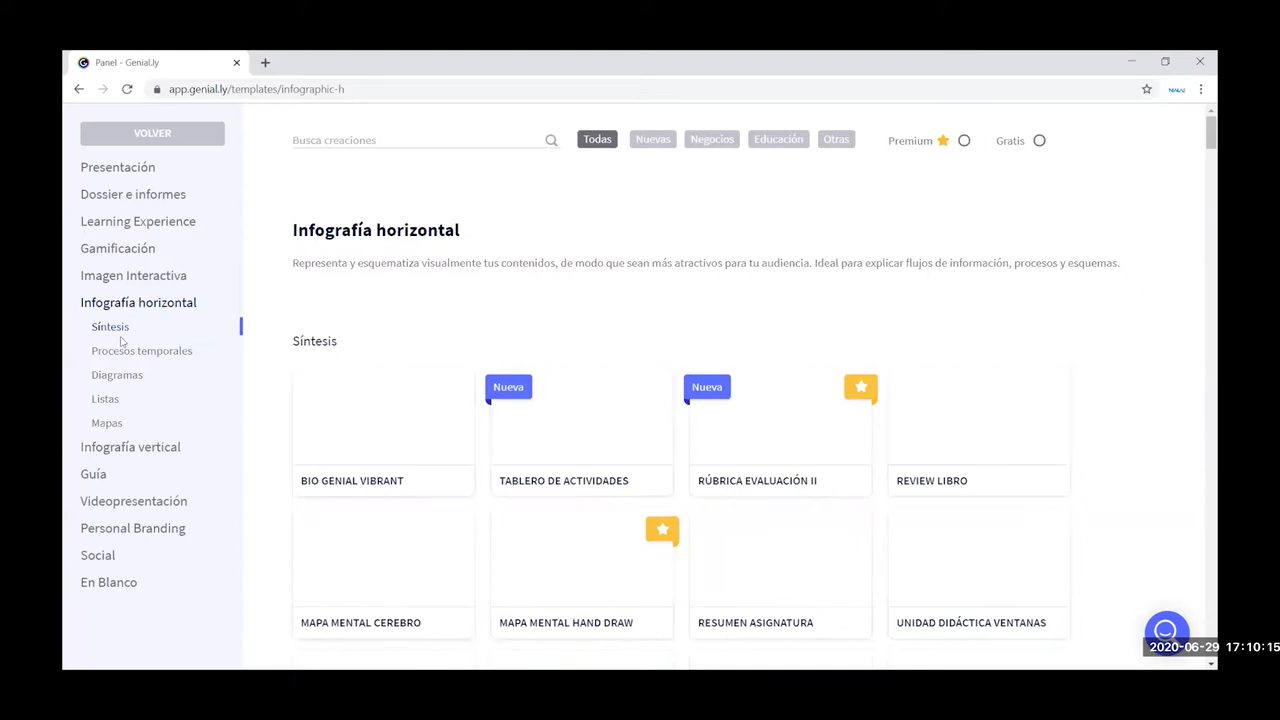 Panel - Genial.ly
app.genial.ly/templates/infographic-h
VOLVER
Presentación
Dossier e informes
Learning Experience
Gamificación
Imagen Interactiva
Infografía horizontal
Síntesis
Procesos temporales
Diagramas
Listas
Mapas
Infografía vertical
Guía
Videopresentación
Personal Branding
Social
En Blanco
Busca creaciones
Todas
Nuevas
Negocios
Educación
Otras
Premium
Gratis
Infografía horizontal
Representa y esquematiza visualmente tus contenidos, de modo que sean más atractivos para tu audiencia. Ideal para explicar flujos de información, procesos y esquemas.
Síntesis
Nueva
Nueva
BIO GENIAL VIBRANT
TABLERO DE ACTIVIDADES
RÚBRICA EVALUACIÓN II
REVIEW LIBRO
MAPA MENTAL CEREBRO
MAPA MENTAL HAND DRAW
RESUMEN ASIGNATURA
UNIDAD DIDÁCTICA VENTANAS
2020-06-29 17:10:15